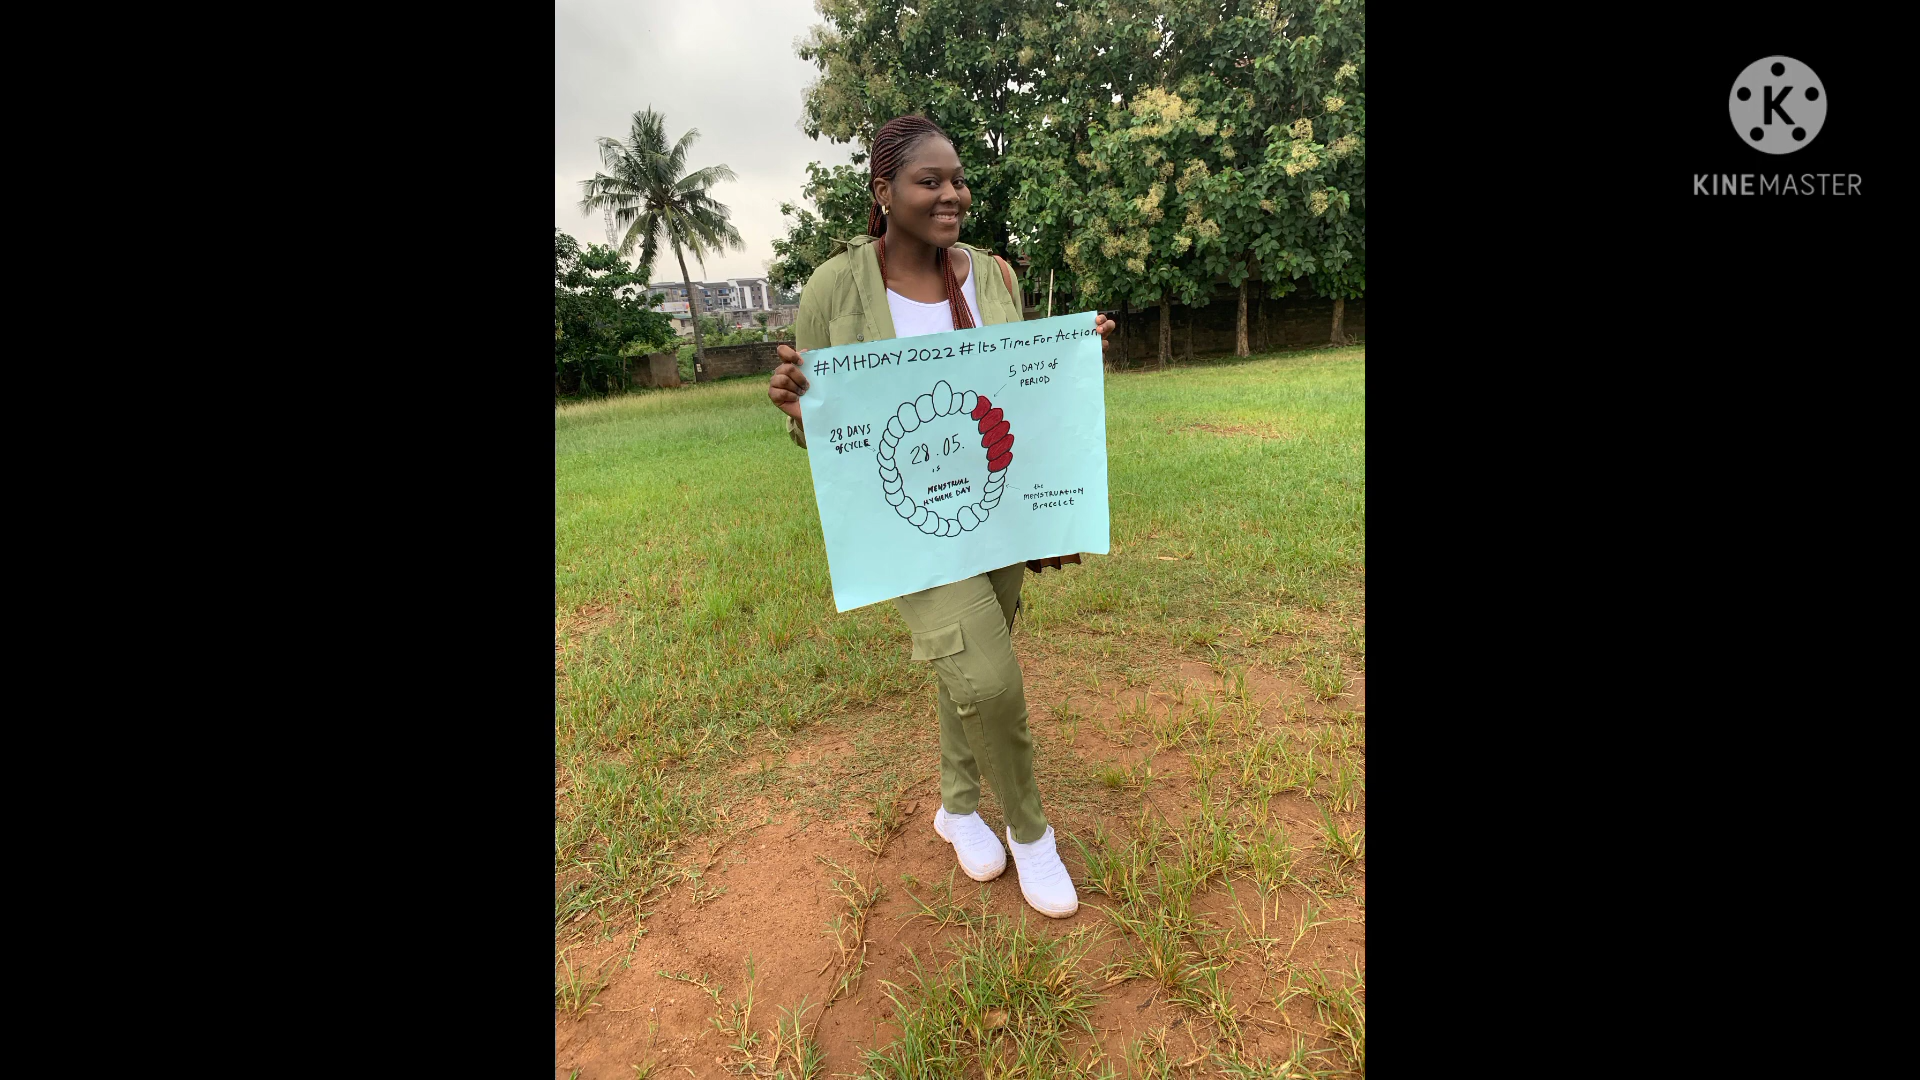 #MHDAY 2022 #Its Time For Action
5 DAYS of
PERIOD
28 DAYS
of CYCLE
28.05.
is
MENSTRUAL
HYGIENE DAY
the
MENSTRUATION
Bracelet
K
KINEMASTER